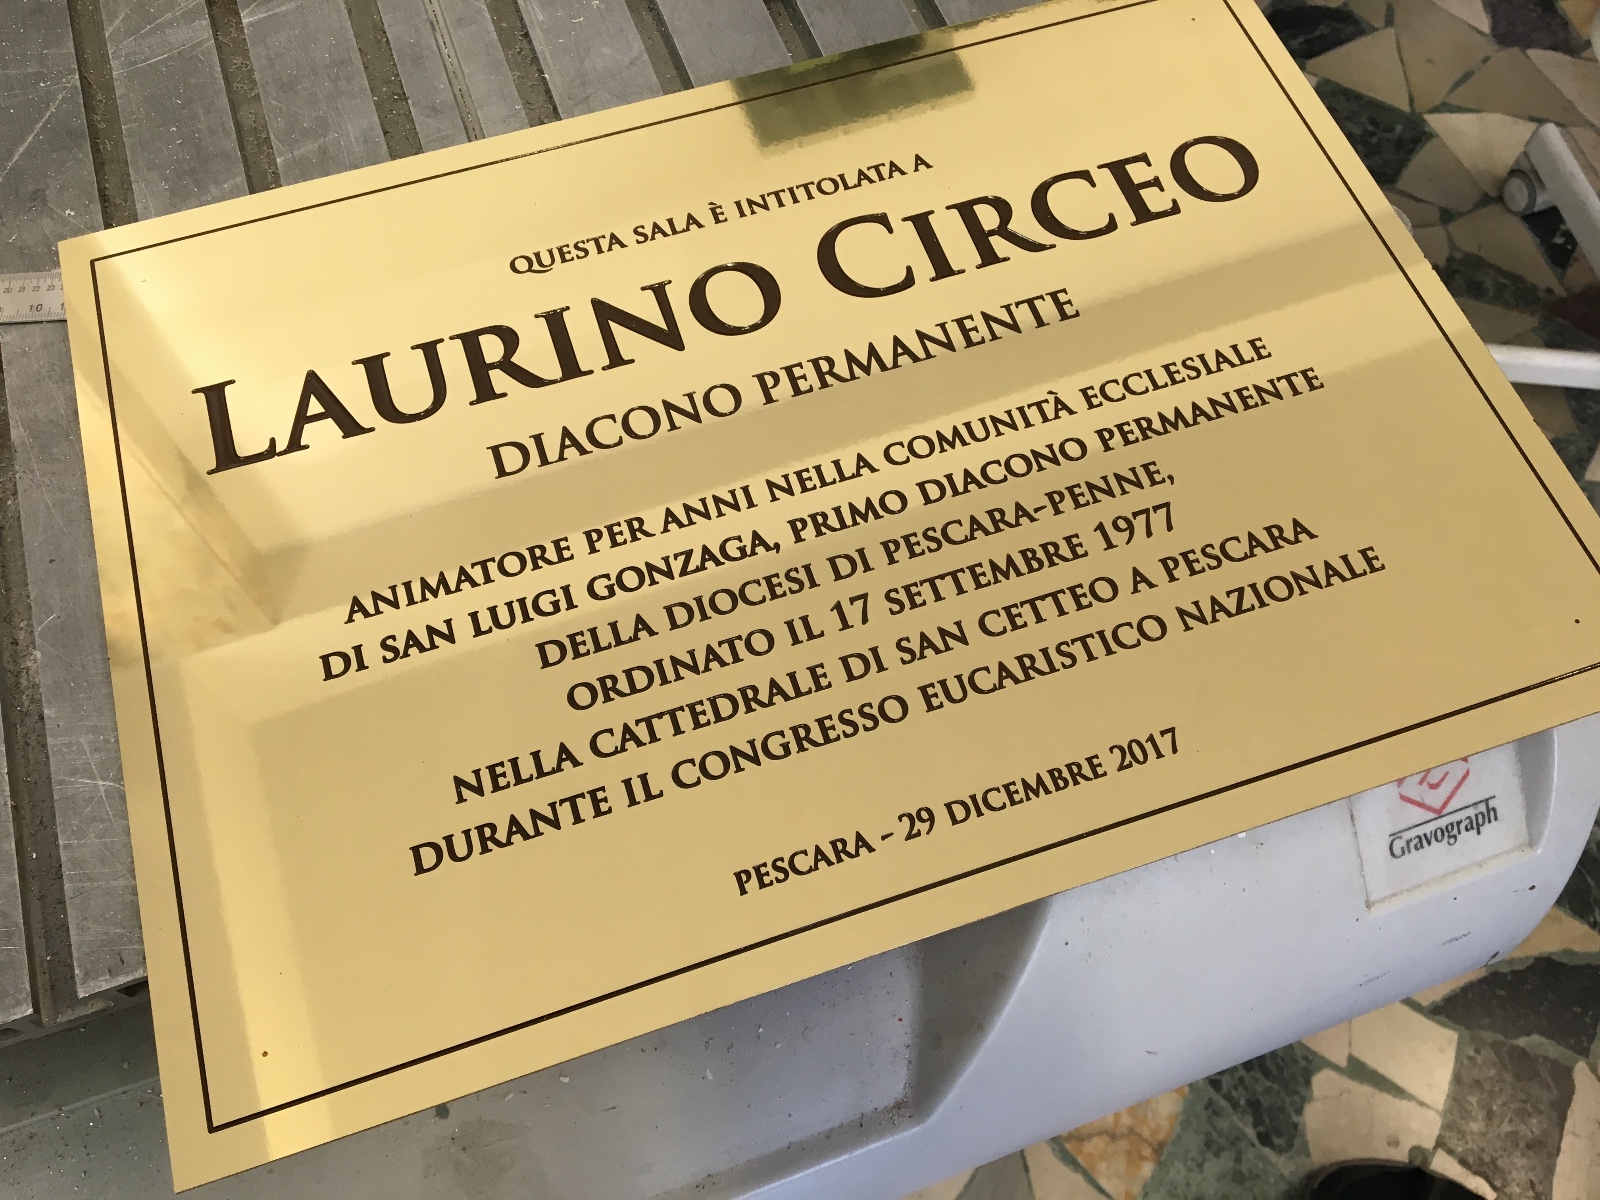 QUESTA SALA È INTITOLATA A
LAURINO CIRCEO
DIACONO PERMANENTE
ANIMATORE PER ANNI NELLA COMUNITÀ ECCLESIALE
DI SAN LUIGI GONZAGA, PRIMO DIACONO PERMANENTE
DELLA DIOCESI DI PESCARA-PENNE,
ORDINATO IL 17 SETTEMBRE 1977
NELLA CATTEDRALE DI SAN CETTEO A PESCARA
DURANTE IL CONGRESSO EUCARISTICO NAZIONALE
PESCARA - 29 DICEMBRE 2017
Gravograph
10